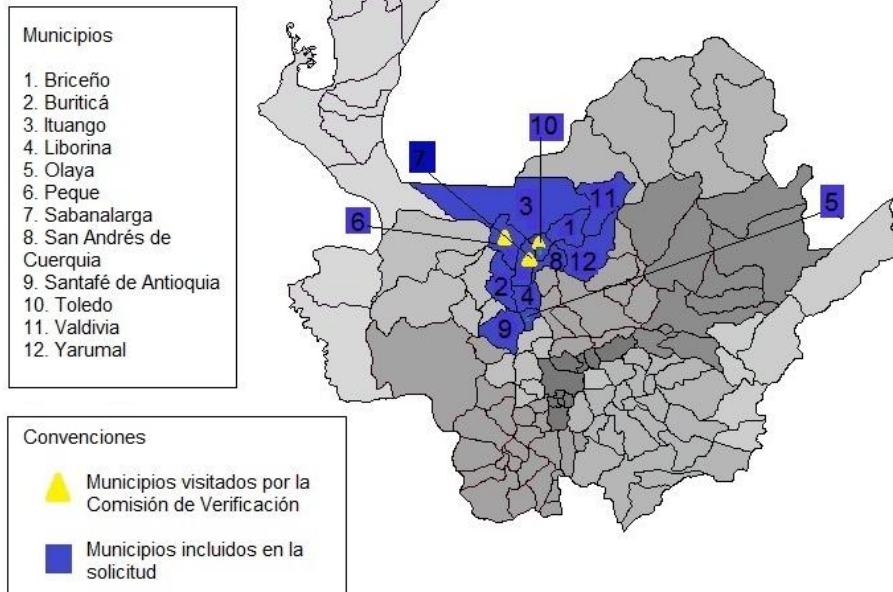 Municipios
1. Briceño
2. Buriticá
3. Ituango
4. Liborina
5. Olaya
6. Peque
7. Sabanalarga
8. San Andrés de
Cuerquia
9. Santafé de Antioquia
10. Toledo
11. Valdivia
12. Yarumal
10
7
5
3
11
6
1
8
12
2
4
9
Convenciones
Municipios visitados por la
Comisión de Verificación
Municipios incluidos en la
solicitud